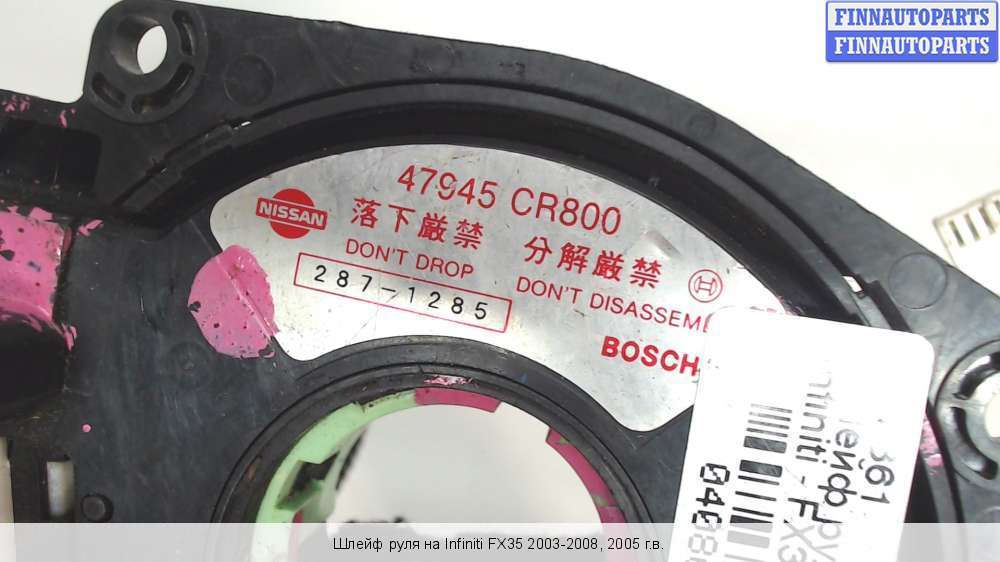 FINNAUTOPARTS
FINNAUTOPARTS
47945 CR800
NISSAN
落下厳禁 分解厳禁
DON'T DROP
DON'T DISASSEM
287-1285
BOSCH
Шлейф руля на Infiniti FX35 2003-2008, 2005 г.в.